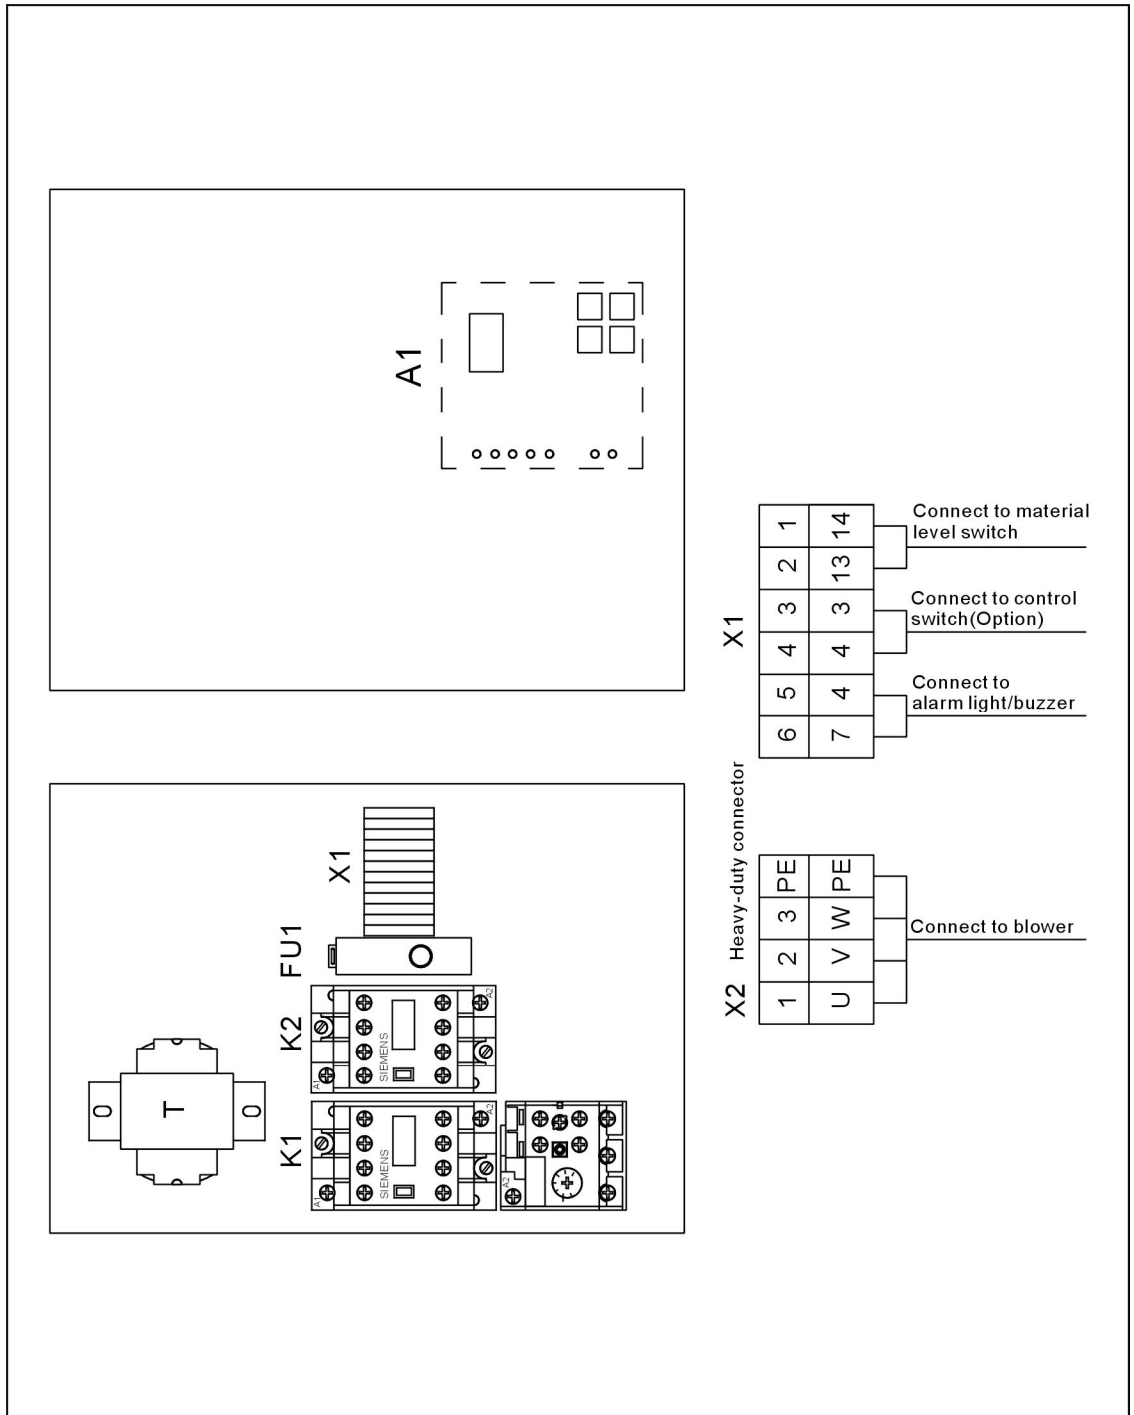 A1
X1
1 14
2 13
3 3
4 4
5 4
6 7
Connect to material
level switch
Connect to control
switch(Option)
Connect to
alarm light/buzzer
X2
Heavy-duty connector
PE PE
3 W
2 V
1 U
Connect to blower
X1
FU1
K2
A1
SIEMENS
A2
T
K1
A1
SIEMENS
A2
A2